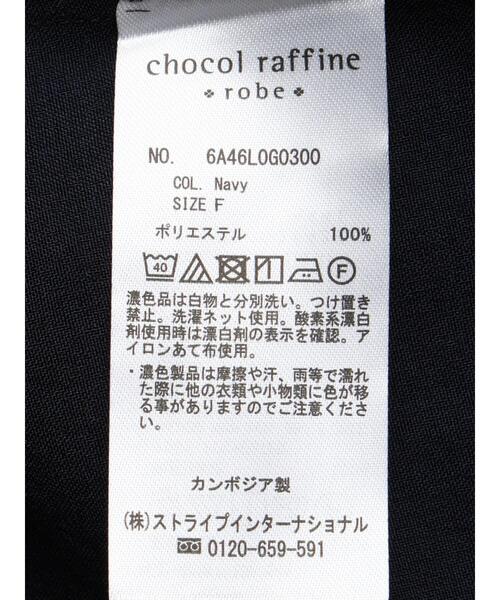 chocol raffine
robe
NO. 6A46L0G0300
COL. Navy
SIZE F
ポリエステル 100%
40 F
濃色品は白物と分別洗い。つけ置き
禁止。洗濯ネット使用。酸素系漂白
剤使用時は漂白剤の表示を確認。ア
イロンあて布使用。
・濃色製品は摩擦や汗、雨等で濡れ
た際に他の衣類や小物類に色が移
る事がありますのでご注意くださ
い。
カンボジア製
(株)ストライプインターナショナル
0120-659-591